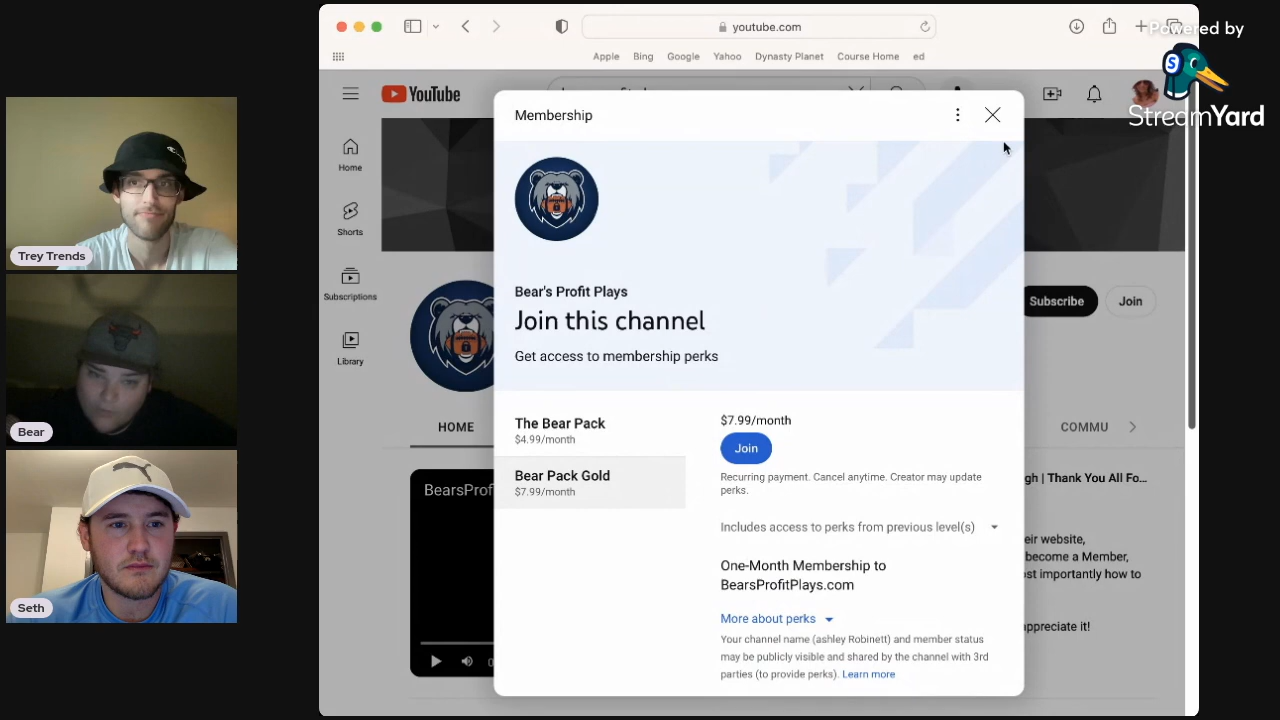 Powered by
StreamYard
youtube.com
Apple Bing Google Yahoo Dynasty Planet Course Home ed
YouTube
Home
Shorts
Subscriptions
Library
Trey Trends
Bear
Seth
Membership
Bear's Profit Plays
Join this channel
Get access to membership perks
The Bear Pack
$4.99/month
Bear Pack Gold
$7.99/month
$7.99/month
Join
Recurring payment. Cancel anytime. Creator may update
perks.
Includes access to perks from previous level(s)
One-Month Membership to
BearsProfitPlays.com
More about perks
Your channel name (ashley Robinett) and member status
may be publicly visible and shared by the channel with 3rd
parties (to provide perks). Learn more
Subscribe Join
HOME
COMMU
BearsProf
gh | Thank You All Fo...
eir website,
become a Member,
st importantly how to
appreciate it!